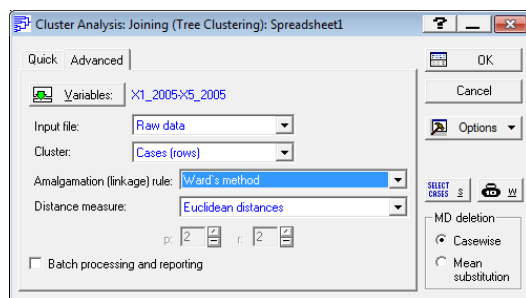 Cluster Analysis: Joining (Tree Clustering): Spreadsheet1
?
Quick Advanced
OK
Variables: X1_2005-X5_2005
Cancel
Input file: Raw data
Options
Cluster: Cases (rows)
Amalgamation (linkage) rule: Ward`s method
SELECT CASES S W
Distance measure: Euclidean distances
MD deletion
p: 2 r: 2
Casewise
Batch processing and reporting
Mean substitution